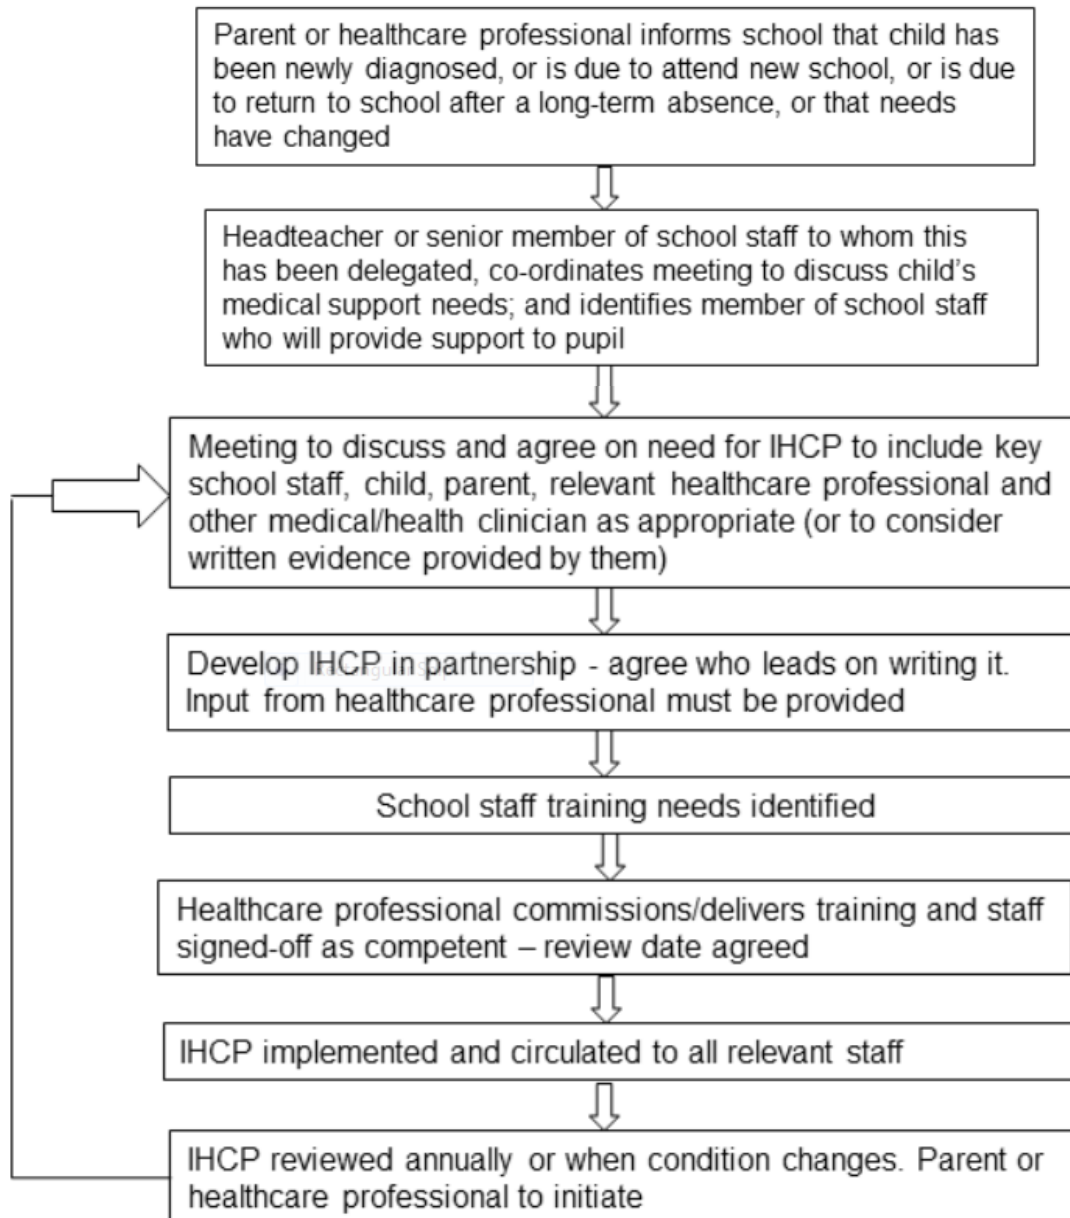 Parent or healthcare professional informs school that child has
been newly diagnosed, or is due to attend new school, or is due
to return to school after a long-term absence, or that needs
have changed
Headteacher or senior member of school staff to whom this
has been delegated, co-ordinates meeting to discuss child's
medical support needs; and identifies member of school staff
who will provide support to pupil
Meeting to discuss and agree on need for IHCP to include key
school staff, child, parent, relevant healthcare professional and
other medical/health clinician as appropriate (or to consider
written evidence provided by them)
Develop IHCP in partnership - agree who leads on writing it.
Input from healthcare professional must be provided
School staff training needs identified
Healthcare professional commissions/delivers training and staff
signed-off as competent – review date agreed
IHCP implemented and circulated to all relevant staff
IHCP reviewed annually or when condition changes. Parent or
healthcare professional to initiate